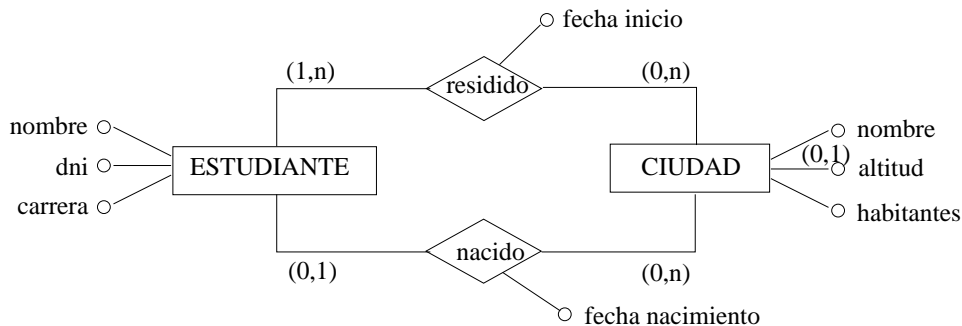 fecha inicio
(1,n)
residido
(0,n)
nombre
dni
carrera
ESTUDIANTE
CIUDAD
nombre
(0,1)
altitud
habitantes
(0,1)
nacido
(0,n)
fecha nacimiento